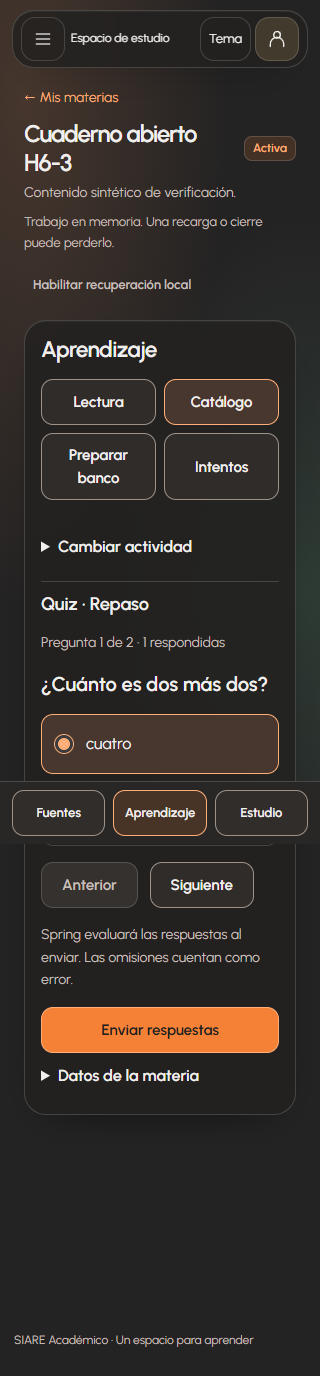 Espacio de estudio
Tema
← Mis materias
Cuaderno abierto
H6-3
Activa
Contenido sintético de verificación.
Trabajo en memoria. Una recarga o cierre
puede perderlo.
Habilitar recuperación local
Aprendizaje
Lectura
Catálogo
Preparar
banco
Intentos
Cambiar actividad
Quiz · Repaso
Pregunta 1 de 2 · 1 respondidas
¿Cuánto es dos más dos?
cuatro
Fuentes
Aprendizaje
Estudio
Anterior
Siguiente
Spring evaluará las respuestas al
enviar. Las omisiones cuentan como
error.
Enviar respuestas
Datos de la materia
SIARE Académico · Un espacio para aprender